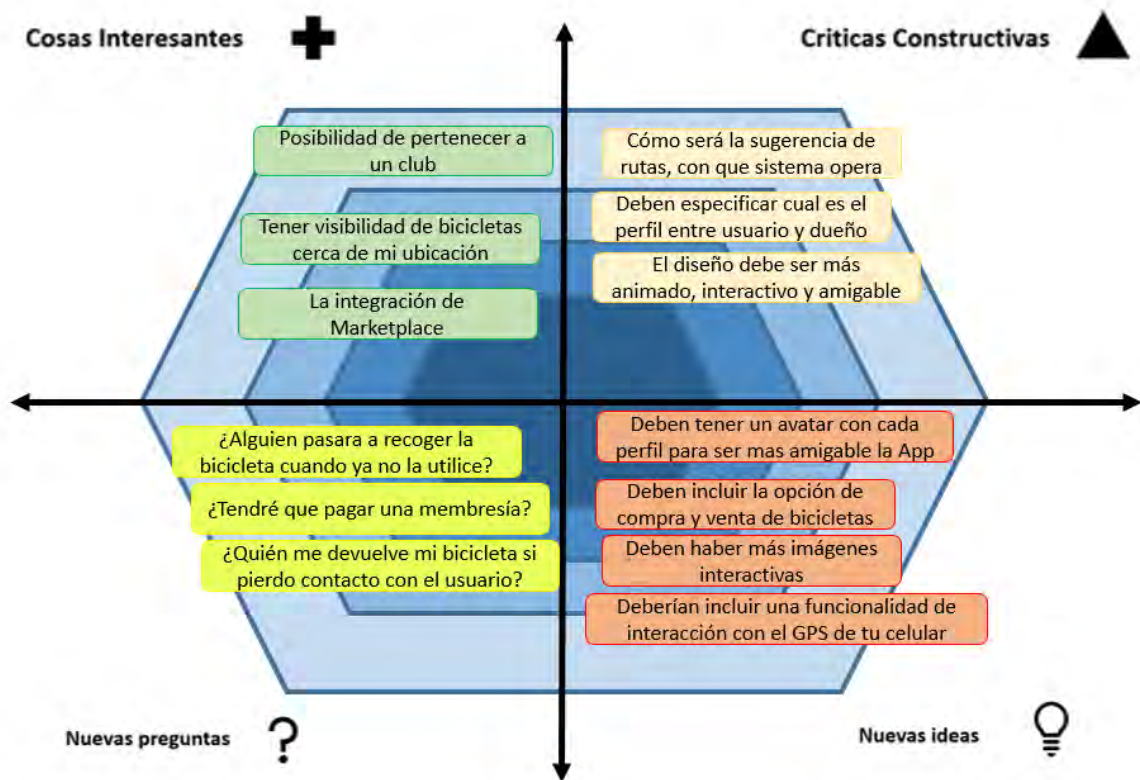 Cosas Interesantes
Criticas Constructivas
Posibilidad de pertenecer a
un club
Tener visibilidad de bicicletas
cerca de mi ubicación
La integración de
Marketplace
Cómo será la sugerencia de
rutas, con que sistema opera
Deben especificar cual es el
perfil entre usuario y dueño
El diseño debe ser más
animado, interactivo y amigable
¿Alguien pasara a recoger la
bicicleta cuando ya no la utilice?
¿Tendré que pagar una membresía?
¿Quién me devuelve mi bicicleta si
pierdo contacto con el usuario?
Deben tener un avatar con cada
perfil para ser mas amigable la App
Deben incluir la opción de
compra y venta de bicicletas
Deben haber más imágenes
interactivas
Deberían incluir una funcionalidad de
interacción con el GPS de tu celular
Nuevas preguntas
?
Nuevas ideas